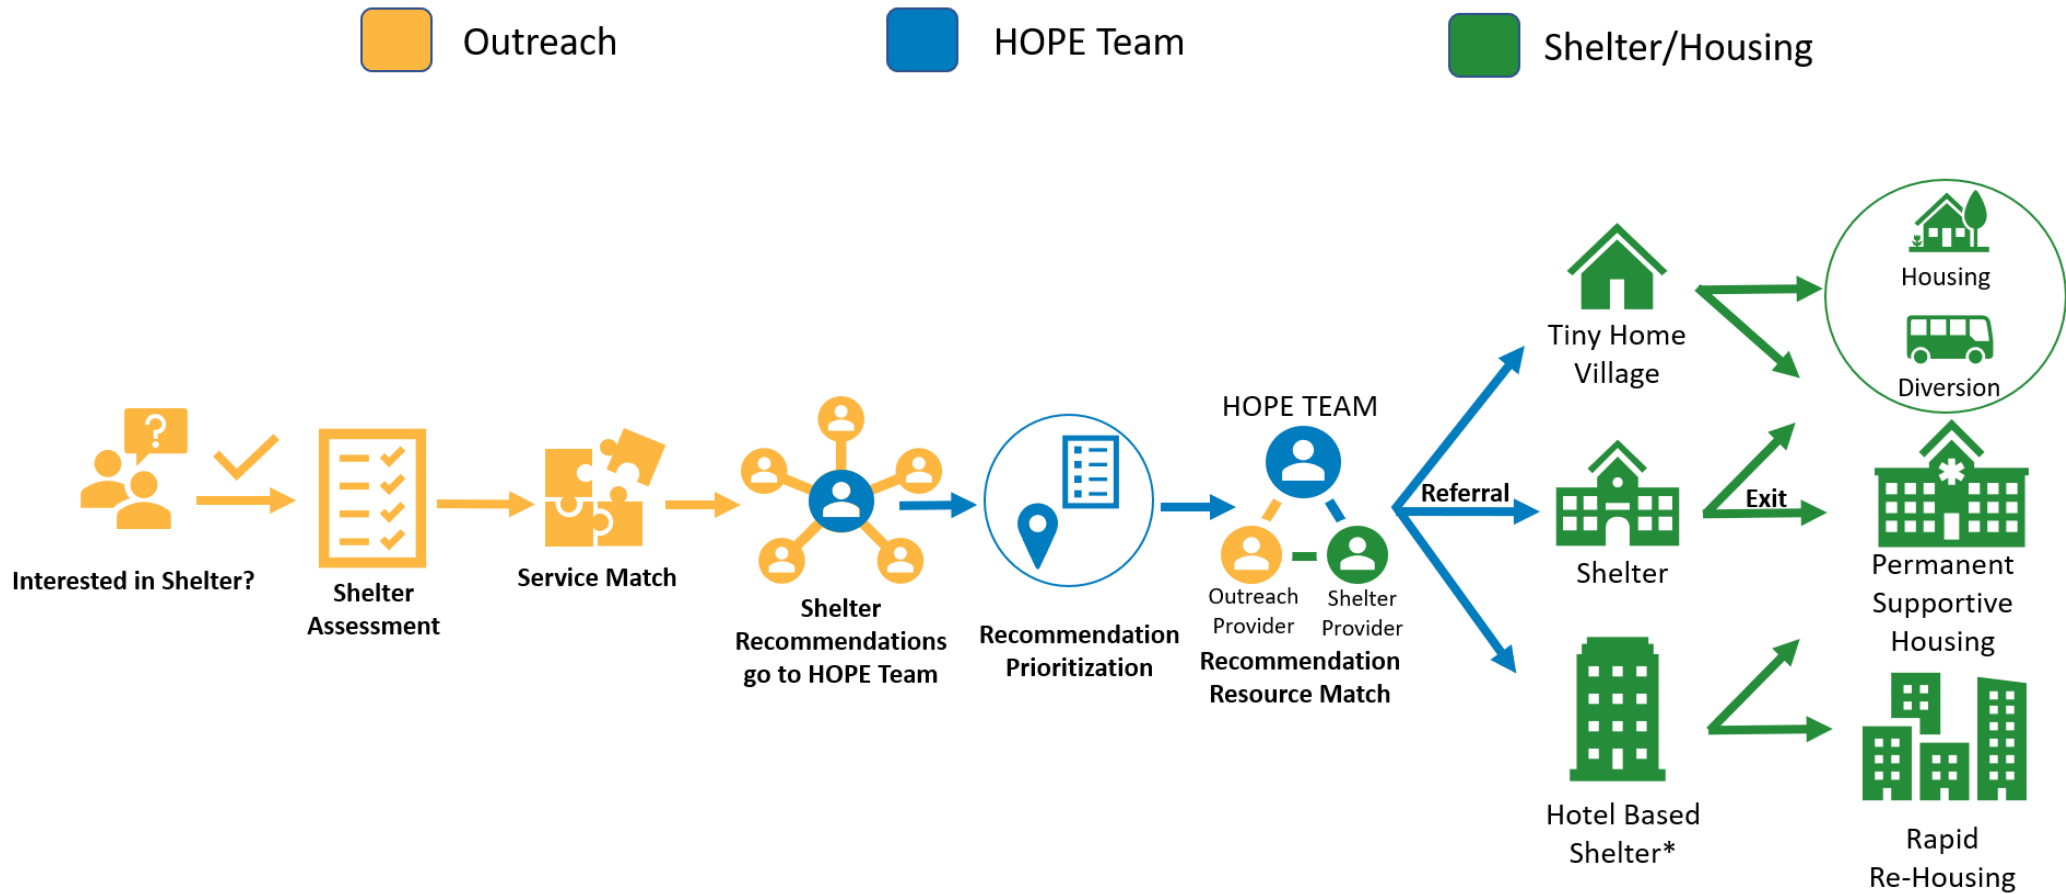 Outreach
HOPE Team
Shelter/Housing
?
Interested in Shelter?
Shelter
Assessment
Service Match
Shelter
Recommendations
go to HOPE Team
Recommendation
Prioritization
HOPE TEAM
Outreach
Provider
Shelter
Provider
Recommendation
Resource Match
Referral
Tiny Home
Village
Shelter
Hotel Based
Shelter*
Exit
Housing
Diversion
Permanent
Supportive
Housing
Rapid
Re-Housing